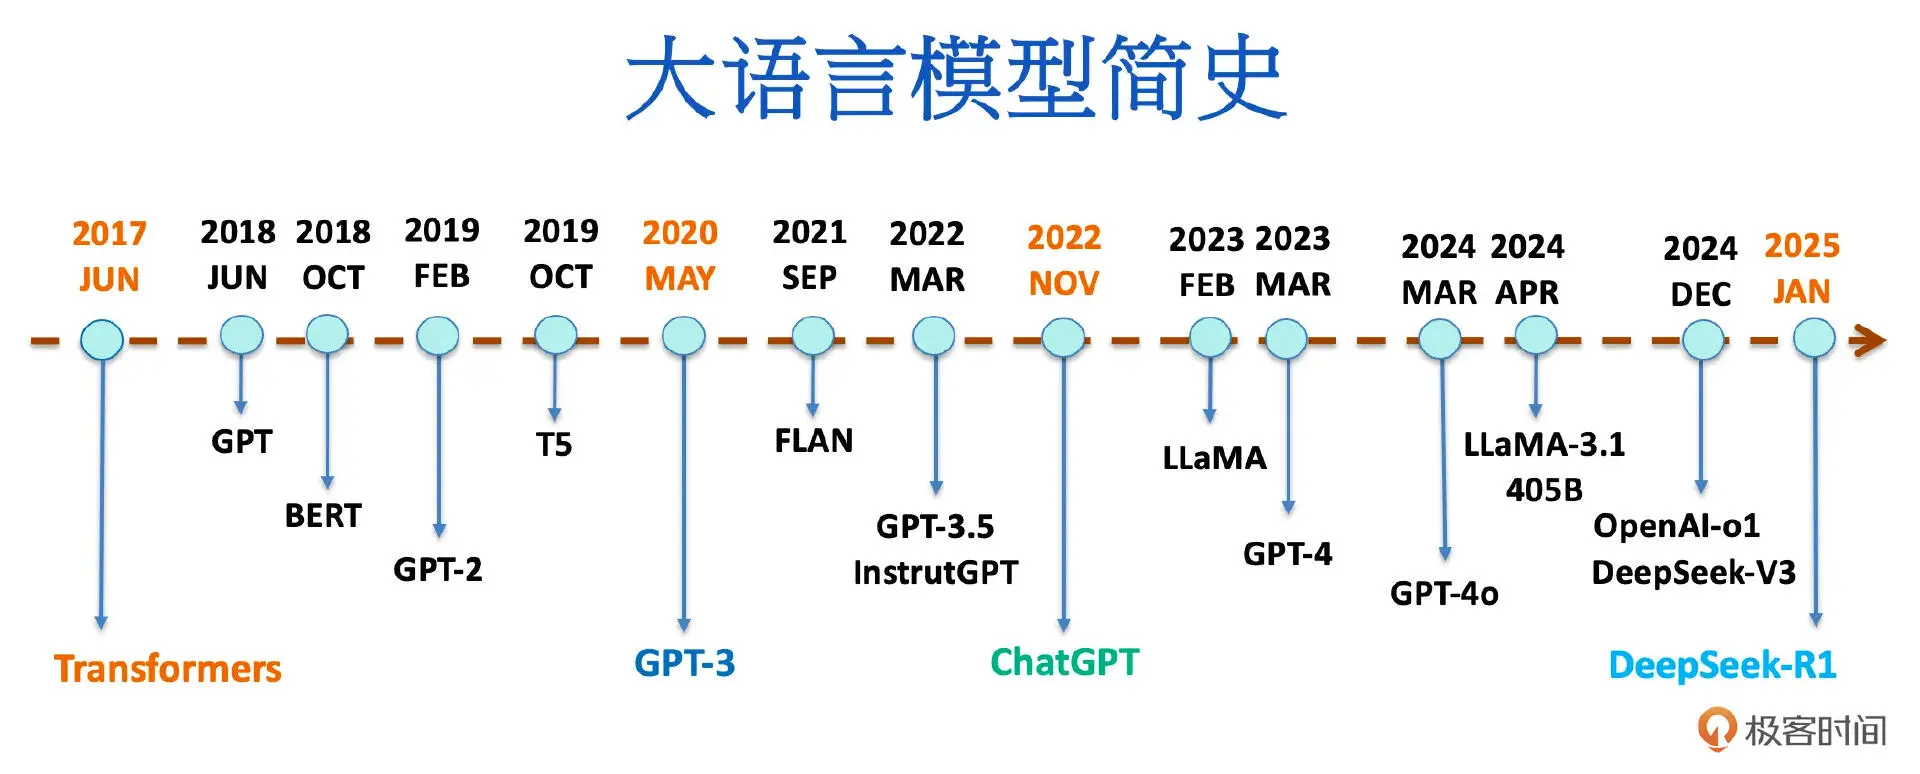 大语言模型简史
2017 JUN
2018 JUN
2018 OCT
2019 FEB
2019 OCT
2020 MAY
2021 SEP
2022 MAR
2022 NOV
2023 FEB
2023 MAR
2024 MAR
2024 APR
2024 DEC
2025 JAN
Transformers
GPT
BERT
GPT-2
T5
GPT-3
FLAN
GPT-3.5
InstrutGPT
ChatGPT
LLaMA
GPT-4
GPT-4o
LLaMA-3.1
405B
OpenAI-o1
DeepSeek-V3
DeepSeek-R1
极客时间